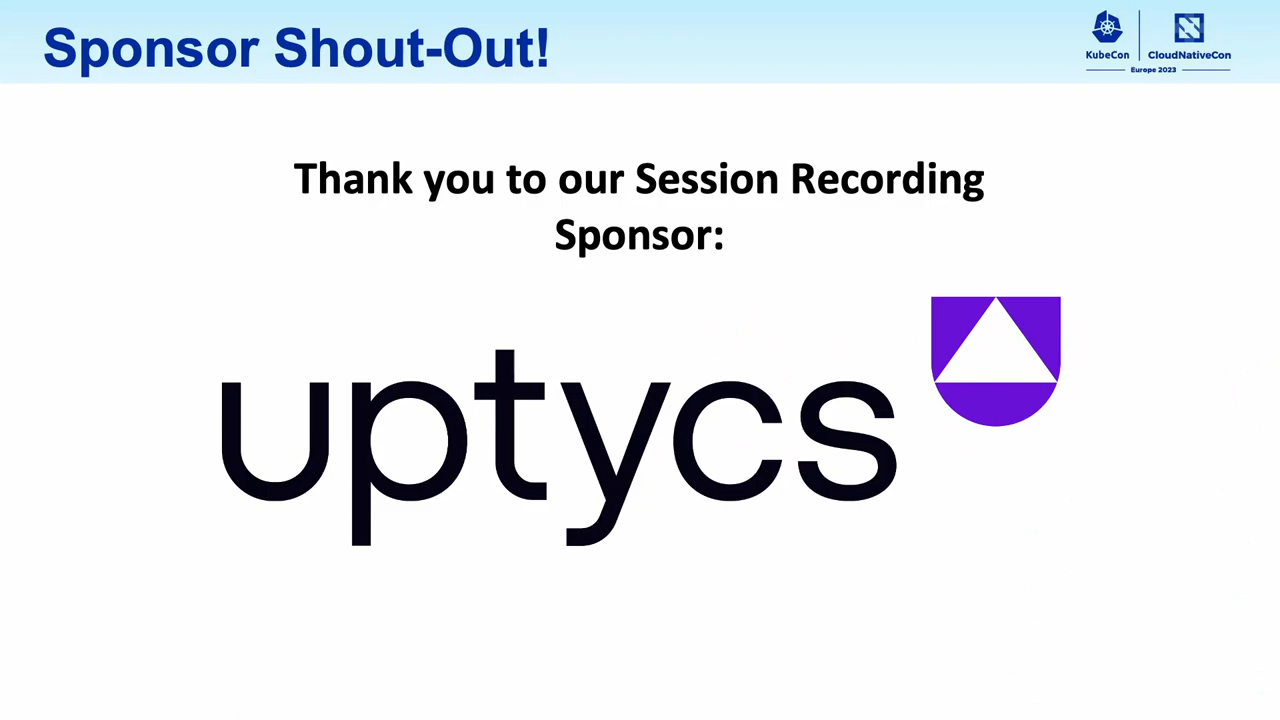 Sponsor Shout-Out!
KubeCon
CloudNativeCon
Europe 2023
Thank you to our Session Recording
Sponsor:
uptycs